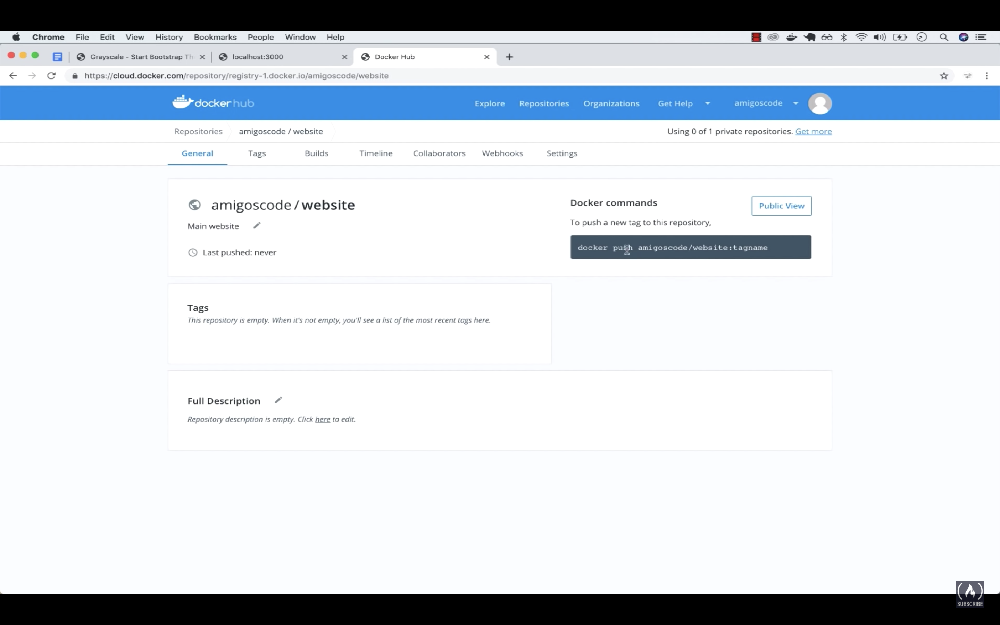 Chrome File Edit View History Bookmarks People Window Help
Grayscale - Start Bootstrap Th localhost:3000 Docker Hub
https://cloud.docker.com/repository/registry-1.docker.io/amigoscode/website
docker hub Explore Repositories Organizations Get Help amigoscode
Repositories amigoscode / website Using 0 of 1 private repositories. Get more
General Tags Builds Timeline Collaborators Webhooks Settings
amigoscode / website
Main website
Last pushed: never
Docker commands
Public View
To push a new tag to this repository,
docker push amigoscode/website:tagname
Tags
This repository is empty. When it's not empty, you'll see a list of the most recent tags here.
Full Description
Repository description is empty. Click here to edit.
SUBSCRIBE